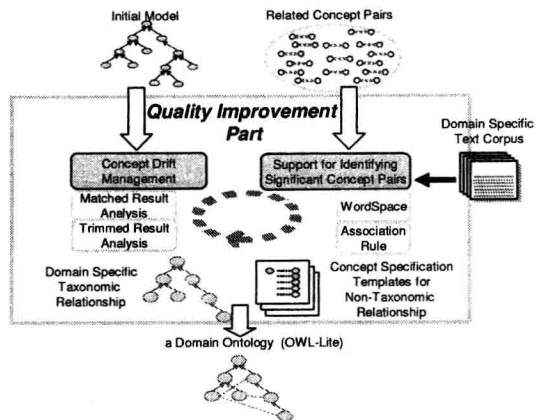 Initial Model
Related Concept Pairs
Quality Improvement
Part
Domain Specific
Text Corpus
Concept Drift
Management
Support for Identifying
Significant Concept Pairs
Matched Result
Analysis
Trimmed Result
Analysis
WordSpace
Association
Rule
Domain Specific
Taxonomic
Relationship
Concept Specification
Templates for
Non-Taxonomic
Relationship
a Domain Ontology (OWL-Lite)